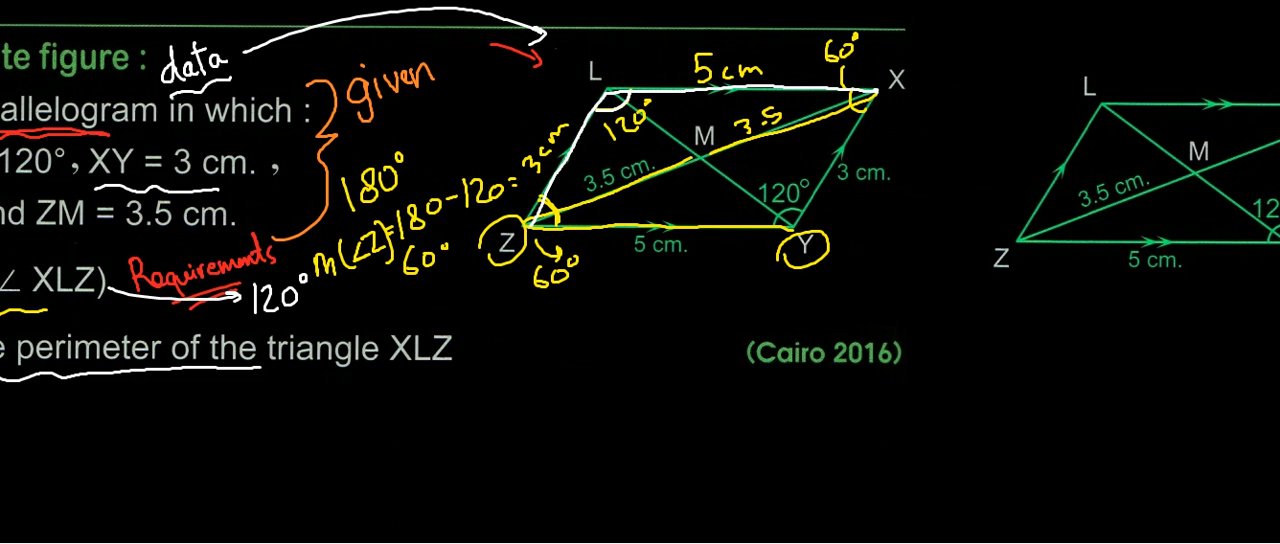 te figure : data
allelogram in which :
given
120° , XY = 3 cm. ,
nd ZM = 3.5 cm.
∠ XLZ)
Requirements
120°
e perimeter of the triangle XLZ
(Cairo 2016)
180°
m(∠Z)=180-120=
60°
L
5 cm
60°
X
120°
M
3.5
3 cm
3.5 cm.
120°
3 cm.
Z
5 cm.
Y
60°
L
M
3.5 cm.
12
Z
5 cm.